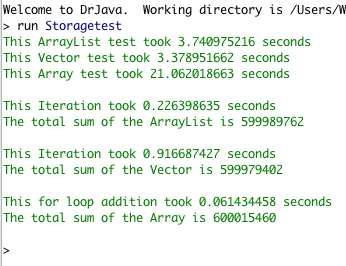 Welcome to DrJava.  Working directory is /Users/W
> run Storagetest
This ArrayList test took 3.740975216 seconds
This Vector test took 3.378951662 seconds
This Array test took 21.062018663 seconds
This Iteration took 0.226398635 seconds
The total sum of the ArrayList is 599989762
This Iteration took 0.916687427 seconds
The total sum of the Vector is 599979402
This for loop addition took 0.061434458 seconds
The total sum of the Array is 600015460
>